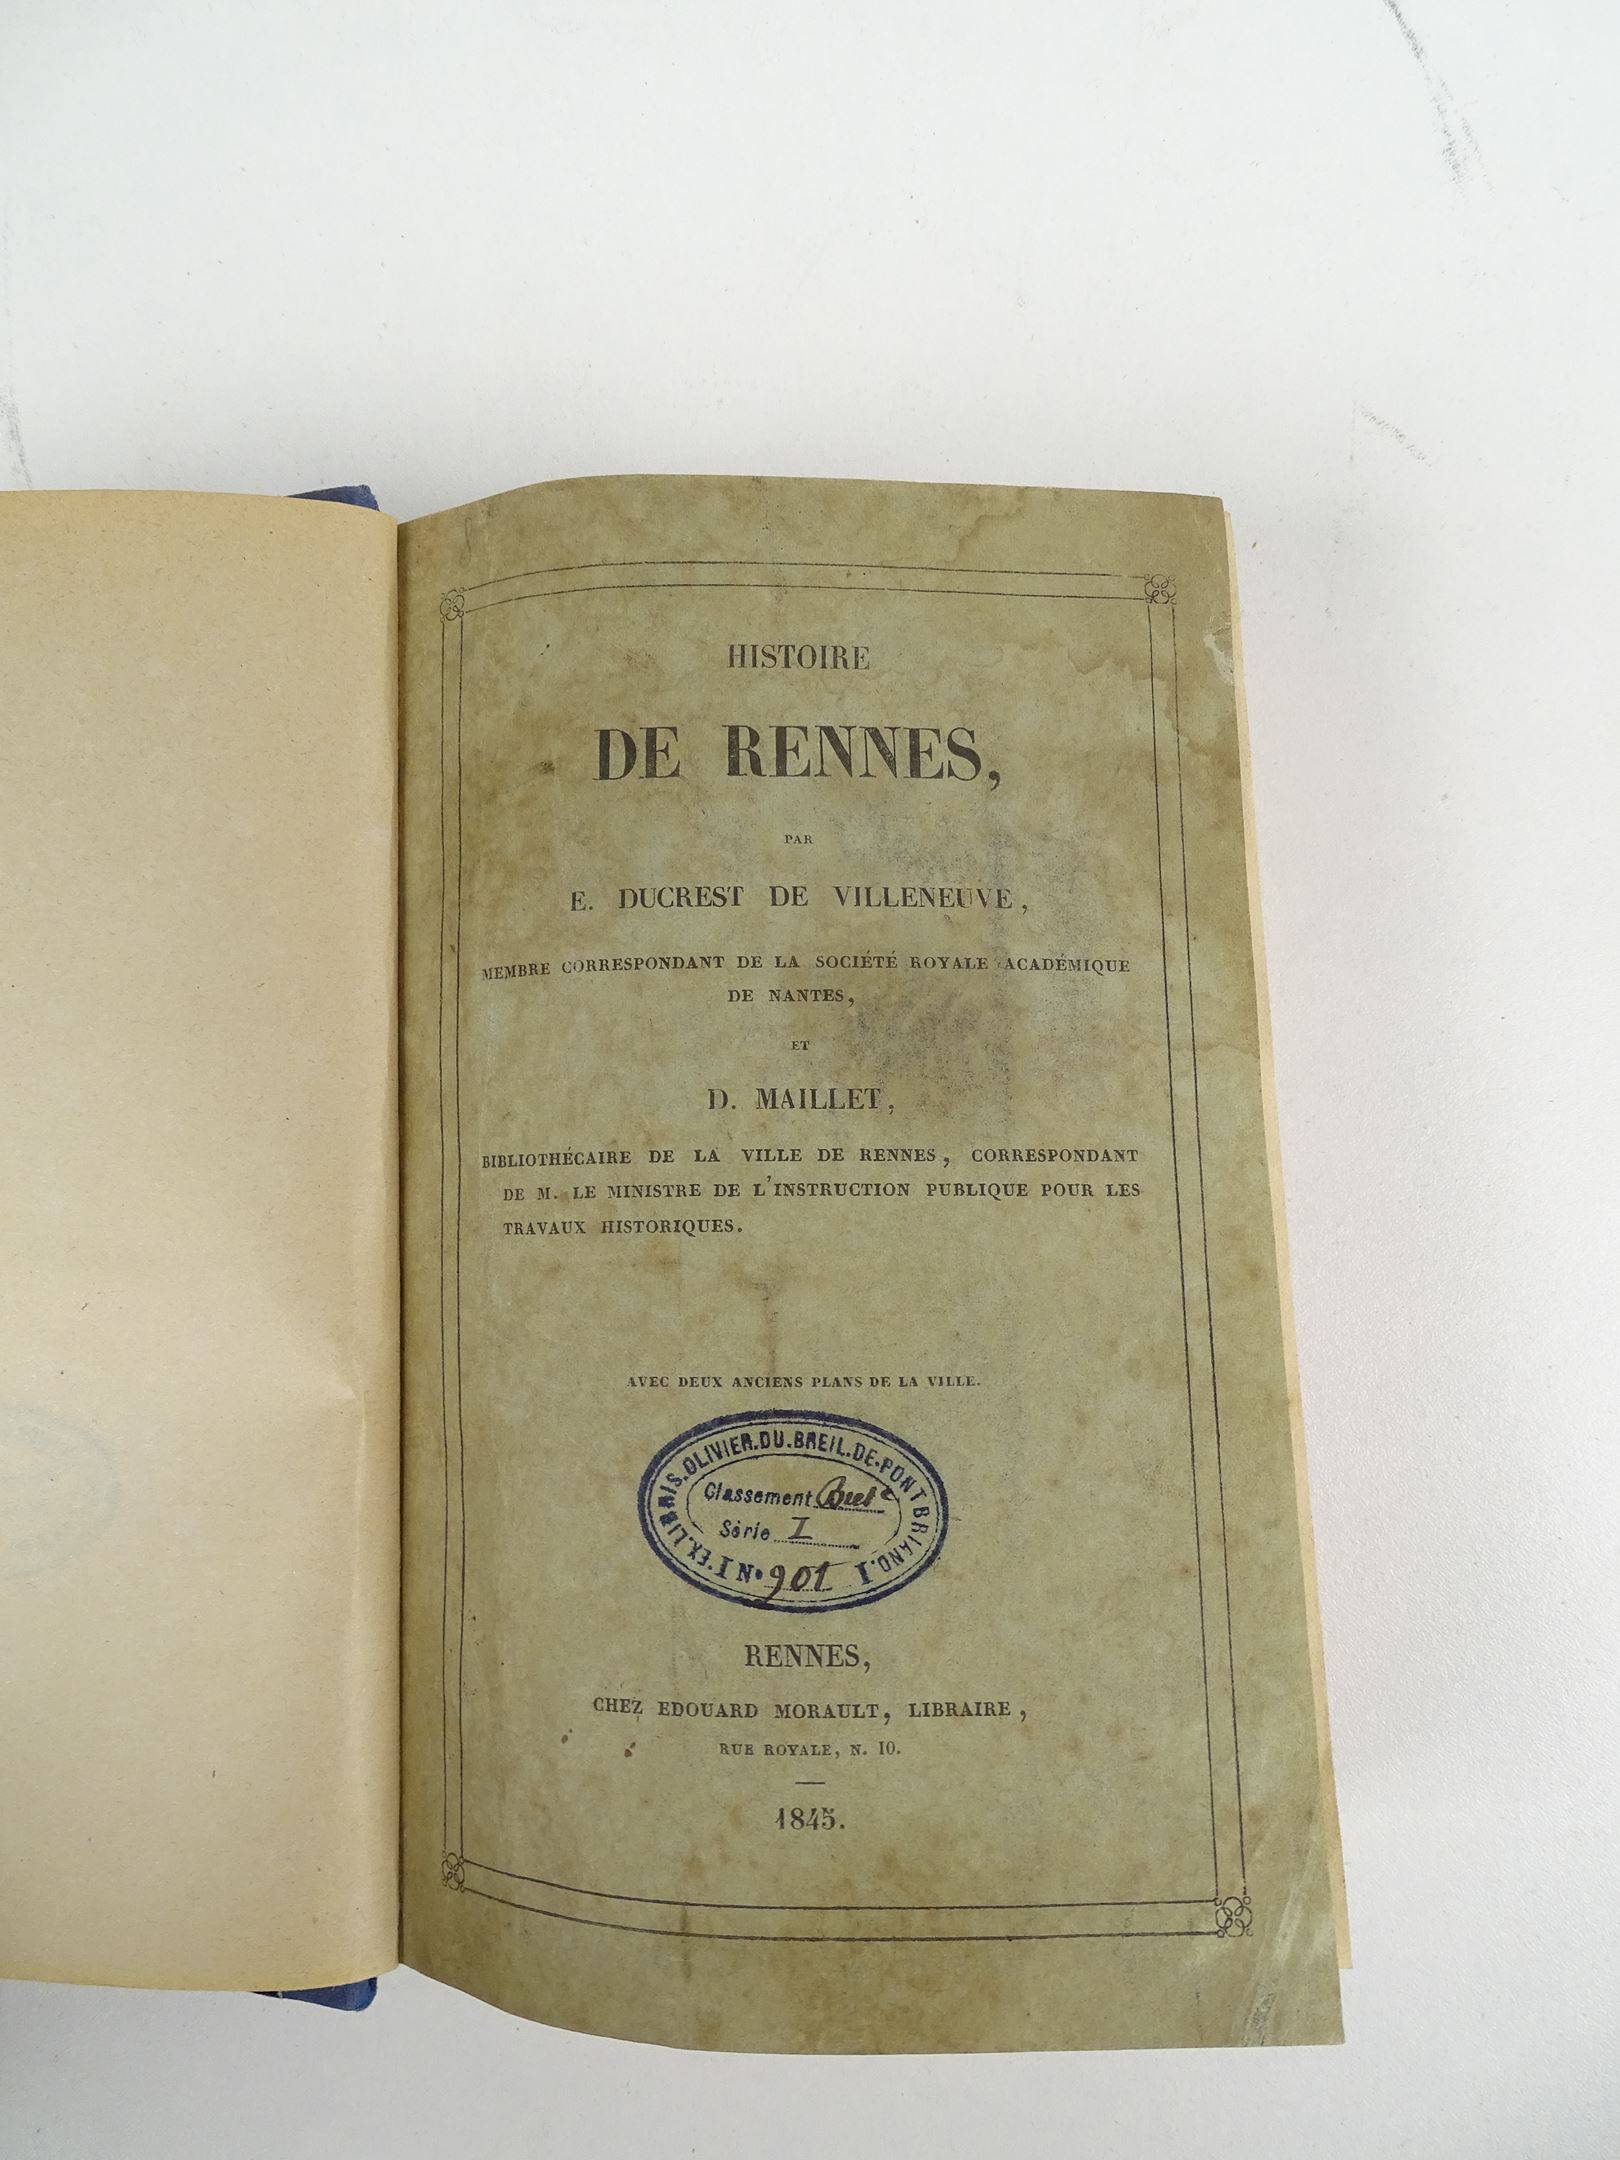 HISTOIRE
DE RENNES,
PAR
E. DUCREST DE VILLENEUVE,
MEMBRE CORRESPONDANT DE LA SOCIÉTÉ ROYALE ACADÉMIQUE
DE NANTES,
ET
D. MAILLET,
BIBLIOTHÉCAIRE DE LA VILLE DE RENNES, CORRESPONDANT
DE M. LE MINISTRE DE L'INSTRUCTION PUBLIQUE POUR LES
TRAVAUX HISTORIQUES.
AVEC DEUX ANCIENS PLANS DE LA VILLE.
I.EX.LIBRIS.OLIVIER.DU.BREIL.DE.PONTBRIAND.I
Classement
Série I
N. 901
RENNES,
CHEZ EDOUARD MORAULT, LIBRAIRE,
RUE ROYALE, N. 10.
1845.